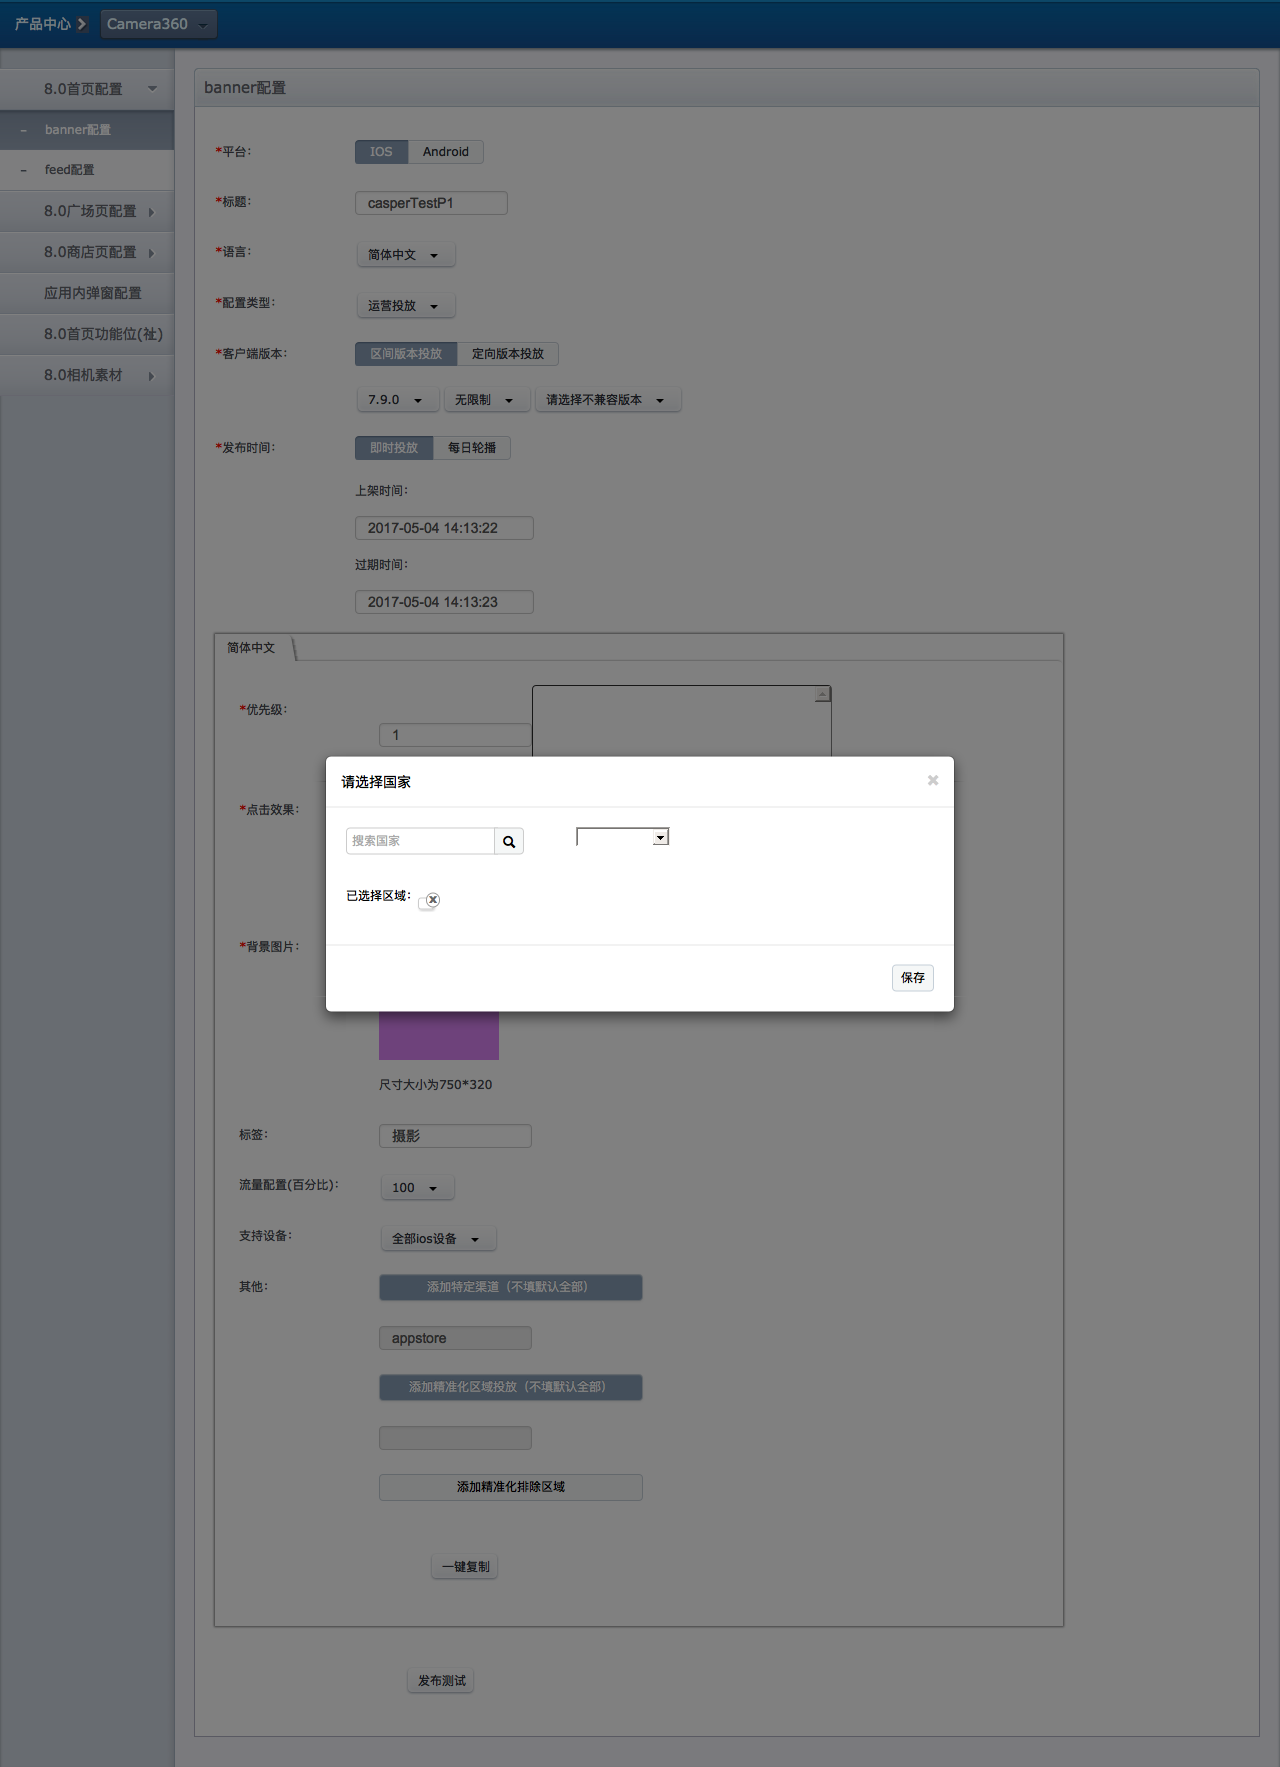 产品中心
Camera360
8.0首页配置
banner配置
feed配置
8.0广场页配置
8.0商店页配置
应用内弹窗配置
8.0首页功能位(祉)
8.0相机素材
banner配置
*平台:
IOS
Android
*标题:
casperTestP1
*语言:
简体中文
*配置类型:
运营投放
*客户端版本:
区间版本投放
定向版本投放
7.9.0
无限制
请选择不兼容版本
*发布时间:
即时投放
每日轮播
上架时间:
2017-05-04 14:13:22
过期时间:
2017-05-04 14:13:23
简体中文
*优先级:
1
请选择国家
*点击效果:
搜索国家
已选择区域:
*背景图片:
保存
尺寸大小为750*320
标签:
摄影
流量配置(百分比):
100
支持设备:
全部ios设备
其他:
添加特定渠道（不填默认全部）
appstore
添加精准化区域投放（不填默认全部）
添加精准化排除区域
一键复制
发布测试